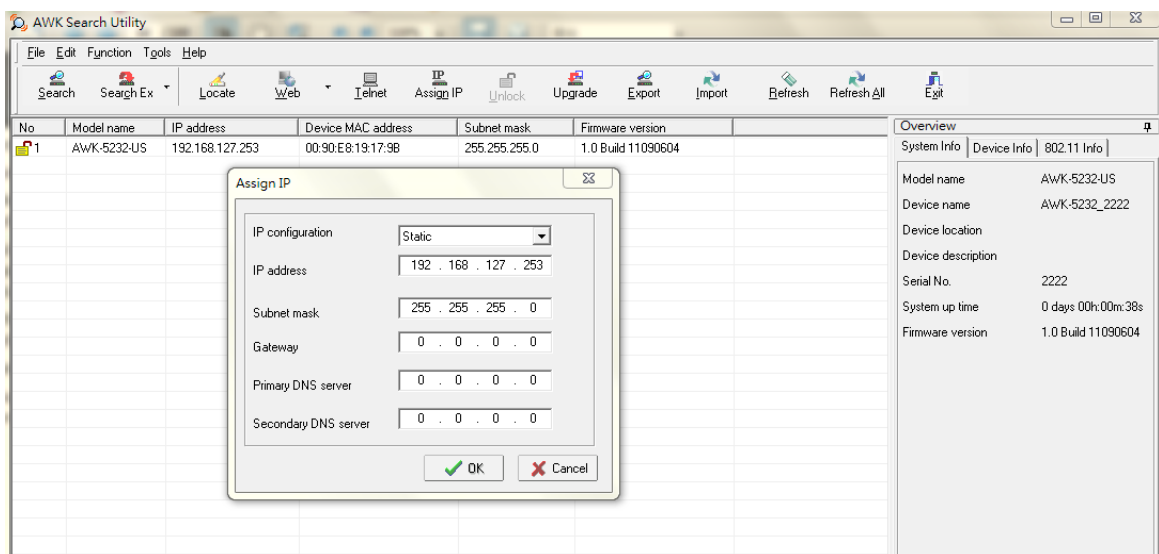 AWK Search Utility
File Edit Function Tools Help
Search Search Ex Locate Web Telnet Assign IP Unlock Upgrade Export Import Refresh Refresh All Exit
IP
No Model name IP address Device MAC address Subnet mask Firmware version
1 AWK-5232-US 192.168.127.253 00:90:E8:19:17:9B 255.255.255.0 1.0 Build 11090604
Assign IP
IP configuration Static
IP address 192 . 168 . 127 . 253
Subnet mask 255 . 255 . 255 . 0
Gateway 0 . 0 . 0 . 0
Primary DNS server 0 . 0 . 0 . 0
Secondary DNS server 0 . 0 . 0 . 0
OK Cancel
Overview
System Info Device Info 802.11 Info
Model name AWK-5232-US
Device name AWK-5232_2222
Device location
Device description
Serial No. 2222
System up time 0 days 00h:00m:38s
Firmware version 1.0 Build 11090604